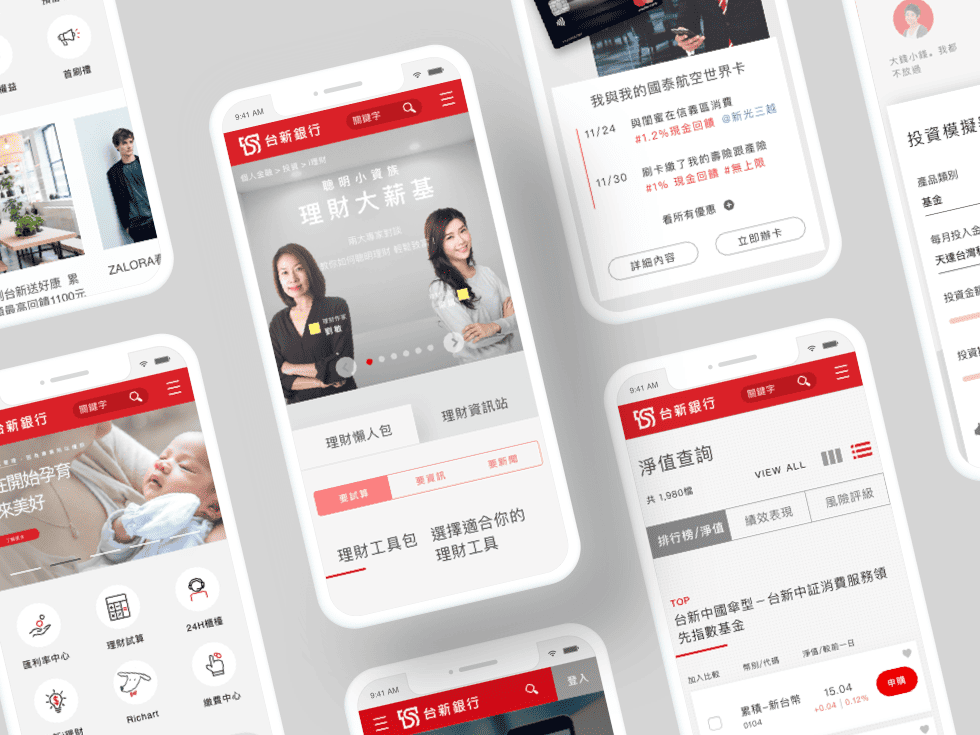 首刷禮
權益
ZALORA
台新送好康 累
最高回饋1100元
9:41 AM
台新銀行
關鍵字
個人金融 > 投資 > i理財
聰明小資族
理財大薪基
兩大專家對談
教你如何聰明理財 輕鬆致富
理財作家
劉敏
理財懶人包
理財資訊站
要試算
要資訊
要新聞
理財工具包
選擇適合你的
理財工具
我與我的國泰航空世界卡
11/24
與閨蜜在信義區消費
#1.2%現金回饋 @新光三越
11/30
刷卡繳了我的壽險跟產險
#1% 現金回饋 #無上限
看所有優惠
詳細內容
立即辦卡
大錢小錢。我都
不放過
投資模擬
產品類別
基金
每月投入金
天達台灣
投資金額
投資
新銀行
關鍵字
在開始孕育
來美好
了解更多
匯利率中心
理財試算
24H櫃檯
理財
Richart
繳費中心
9:41 AM
台新銀行
登入
9:41 AM
台新銀行
關鍵字
淨值查詢
共 1,980檔
VIEW ALL
排行榜/淨值
績效表現
風險評級
TOP
台新中國傘型－台新中証消費服務領
先指數基金
加入比較
幣別/代碼
淨值/較前一日
累積–新台幣
0104
15.04
+0.04 | 0.12%
申購